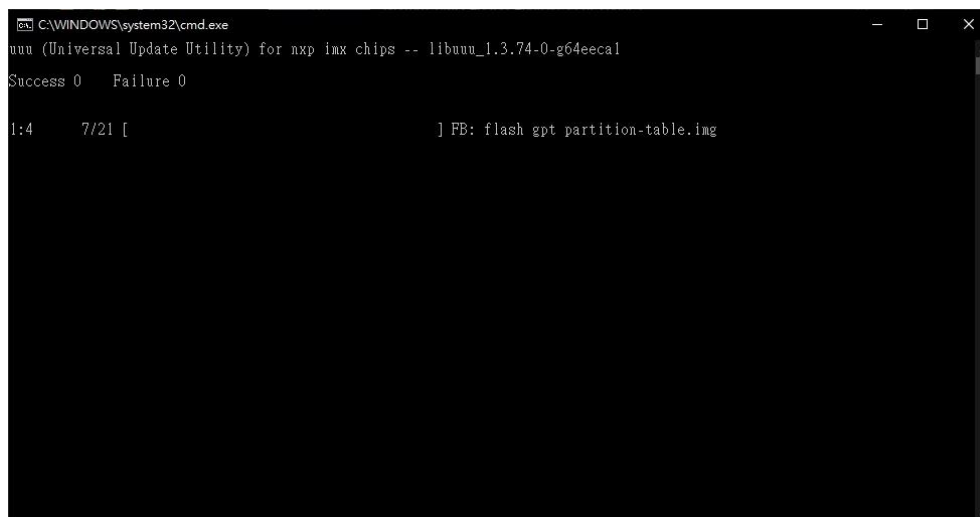 C:\WINDOWS\system32\cmd.exe
uuu (Universal Update Utility) for nxp imx chips -- libuuu_1.3.74-0-g64eeca1
Success 0    Failure 0
1:4      7/21 [                                      ] FB: flash gpt partition-table.img